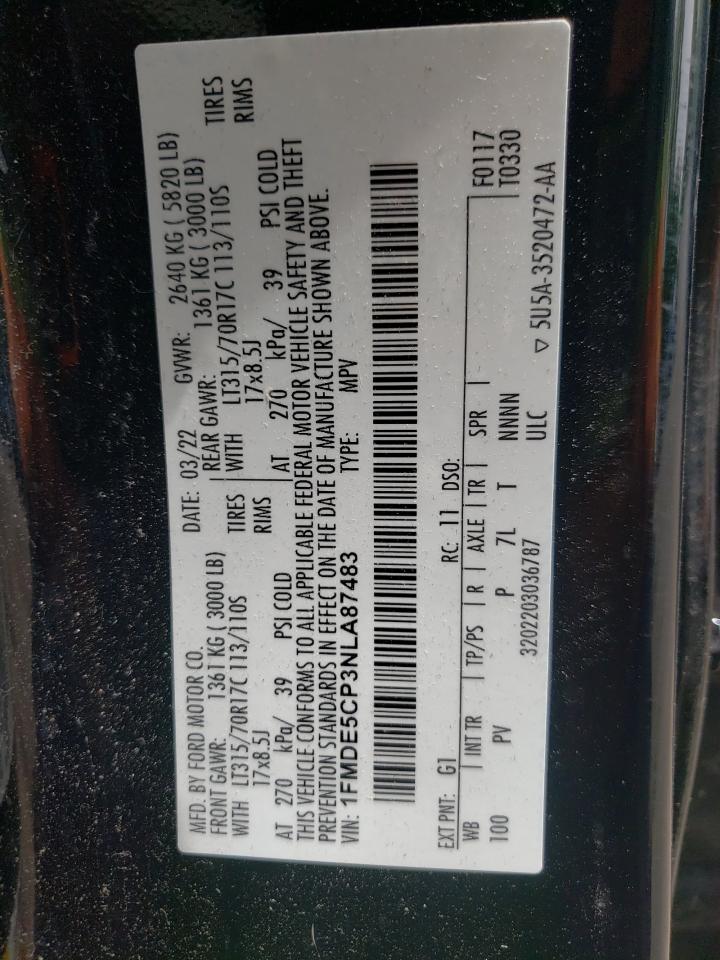 MFD. BY FORD MOTOR CO. DATE: 03/22 GVWR: 2640 KG ( 5820 LB)
FRONT GAWR: 1361 KG ( 3000 LB) REAR GAWR: 1361 KG ( 3000 LB)
WITH LT315/70R17C 113/110S TIRES WITH LT315/70R17C 113/110S TIRES
17x8.5J RIMS 17x8.5J RIMS
AT 270 kPa/ 39 PSI COLD AT 270 kPa/ 39 PSI COLD
THIS VEHICLE CONFORMS TO ALL APPLICABLE FEDERAL MOTOR VEHICLE SAFETY AND THEFT
PREVENTION STANDARDS IN EFFECT ON THE DATE OF MANUFACTURE SHOWN ABOVE.
VIN: 1FMDE5CP3NLA87483 TYPE: MPV
EXT PNT: G1 RC: 11 DSO: F0117
WB INT TR TP/PS R AXLE TR SPR T0330
100 PV P 7L T NNNN
3202203036787 ULC ▽ 5U5A-3520472-AA